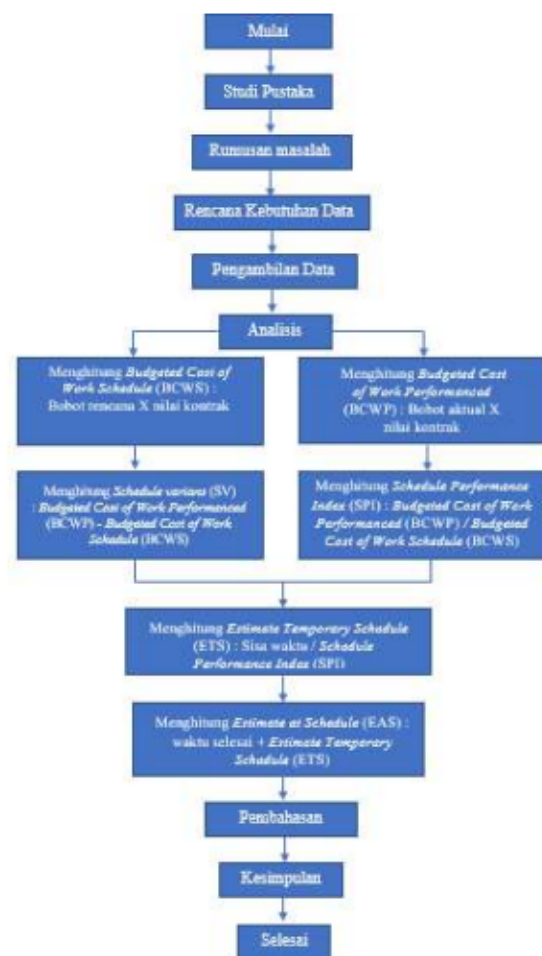 Mulai
Studi Pustaka
Rumusan masalah
Rencana Kebutuhan Data
Pengambilan Data
Analisis
Menghitung Budgeted Cost of
Work Schedule (BCWS) :
Bobot rencana X nilai kontrak
Menghitung Budgeted Cost
of Work Performanced
(BCWP) : Bobot aktual X
nilai kontrak
Menghitung Schedule varians (SV)
: Budgeted Cost of Work Performanced
(BCWP) - Budgeted Cost of Work
Schedule (BCWS)
Menghitung Schedule Performance
Index (SPI) : Budgeted Cost of Work
Performanced (BCWP) / Budgeted
Cost of Work Schedule (BCWS)
Menghitung Estimate Temporary Schedule
(ETS) : Sisa waktu / Schedule
Performance Index (SPI)
Menghitung Estimate at Schedule (EAS) :
waktu selesai + Estimate Temporary
Schedule (ETS)
Pembahasan
Kesimpulan
Selesai